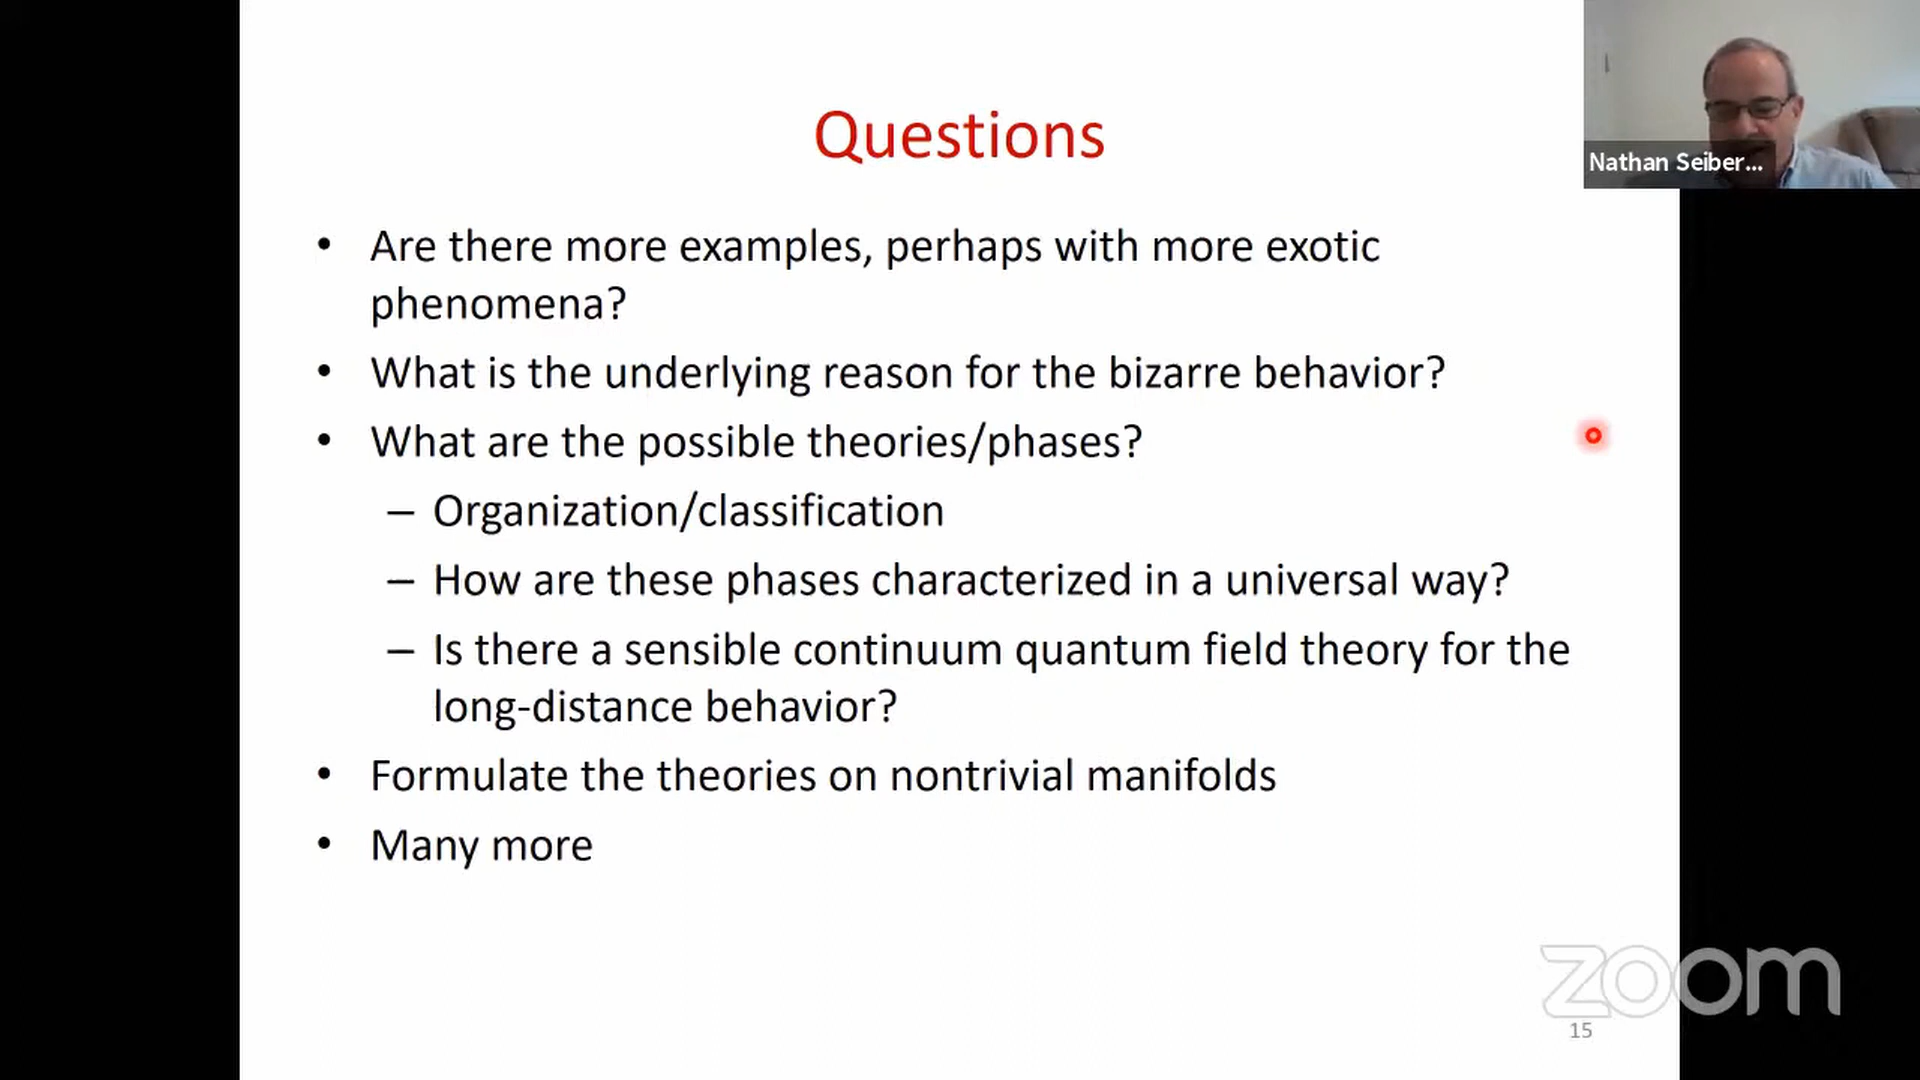 Questions
Nathan Seiber...
• Are there more examples, perhaps with more exotic
phenomena?
• What is the underlying reason for the bizarre behavior?
• What are the possible theories/phases?
– Organization/classification
– How are these phases characterized in a universal way?
– Is there a sensible continuum quantum field theory for the
long-distance behavior?
• Formulate the theories on nontrivial manifolds
• Many more
zoom
15